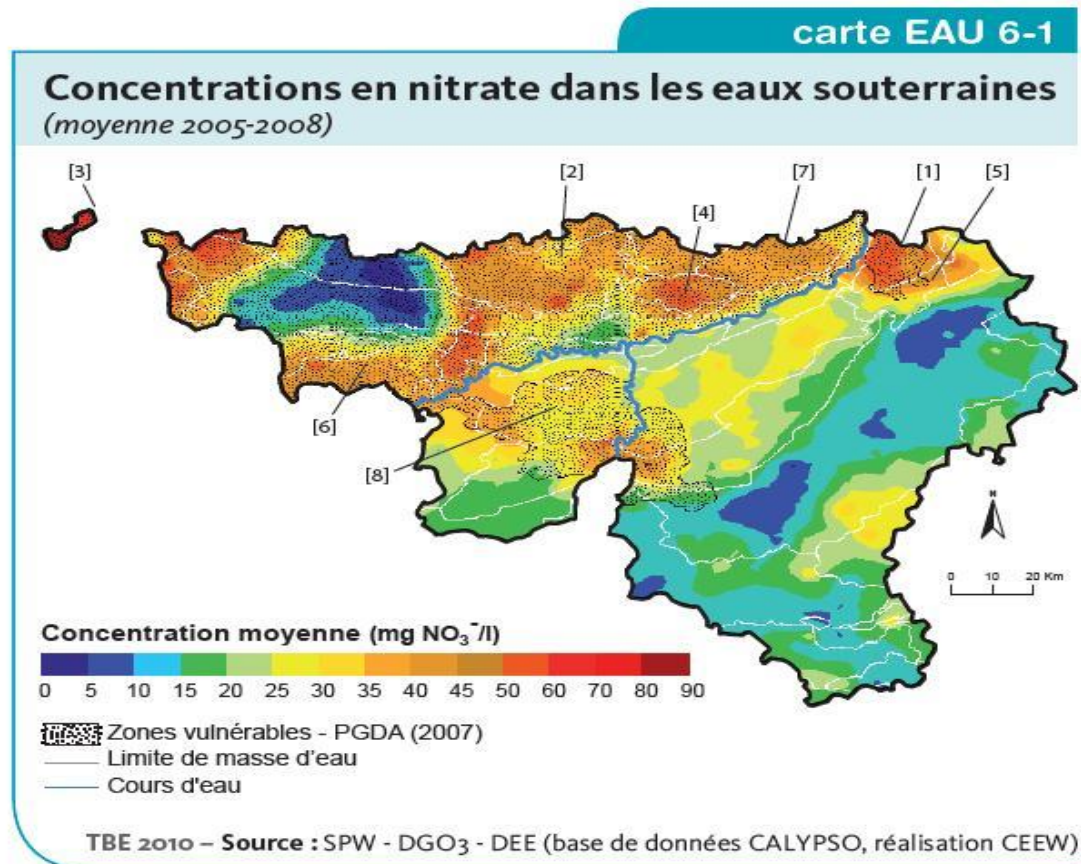 carte EAU 6-1
Concentrations en nitrate dans les eaux souterraines
(moyenne 2005-2008)
[3] [2] [7] [1] [5]
[4]
[6]
[8]
N
0 10 20 Km
Concentration moyenne (mg NO₃⁻/l)
0 5 10 15 20 25 30 35 40 45 50 60 70 80 90
Zones vulnérables - PGDA (2007)
Limite de masse d'eau
Cours d'eau
TBE 2010 – Source : SPW - DGO3 - DEE (base de données CALYPSO, réalisation CEEW)